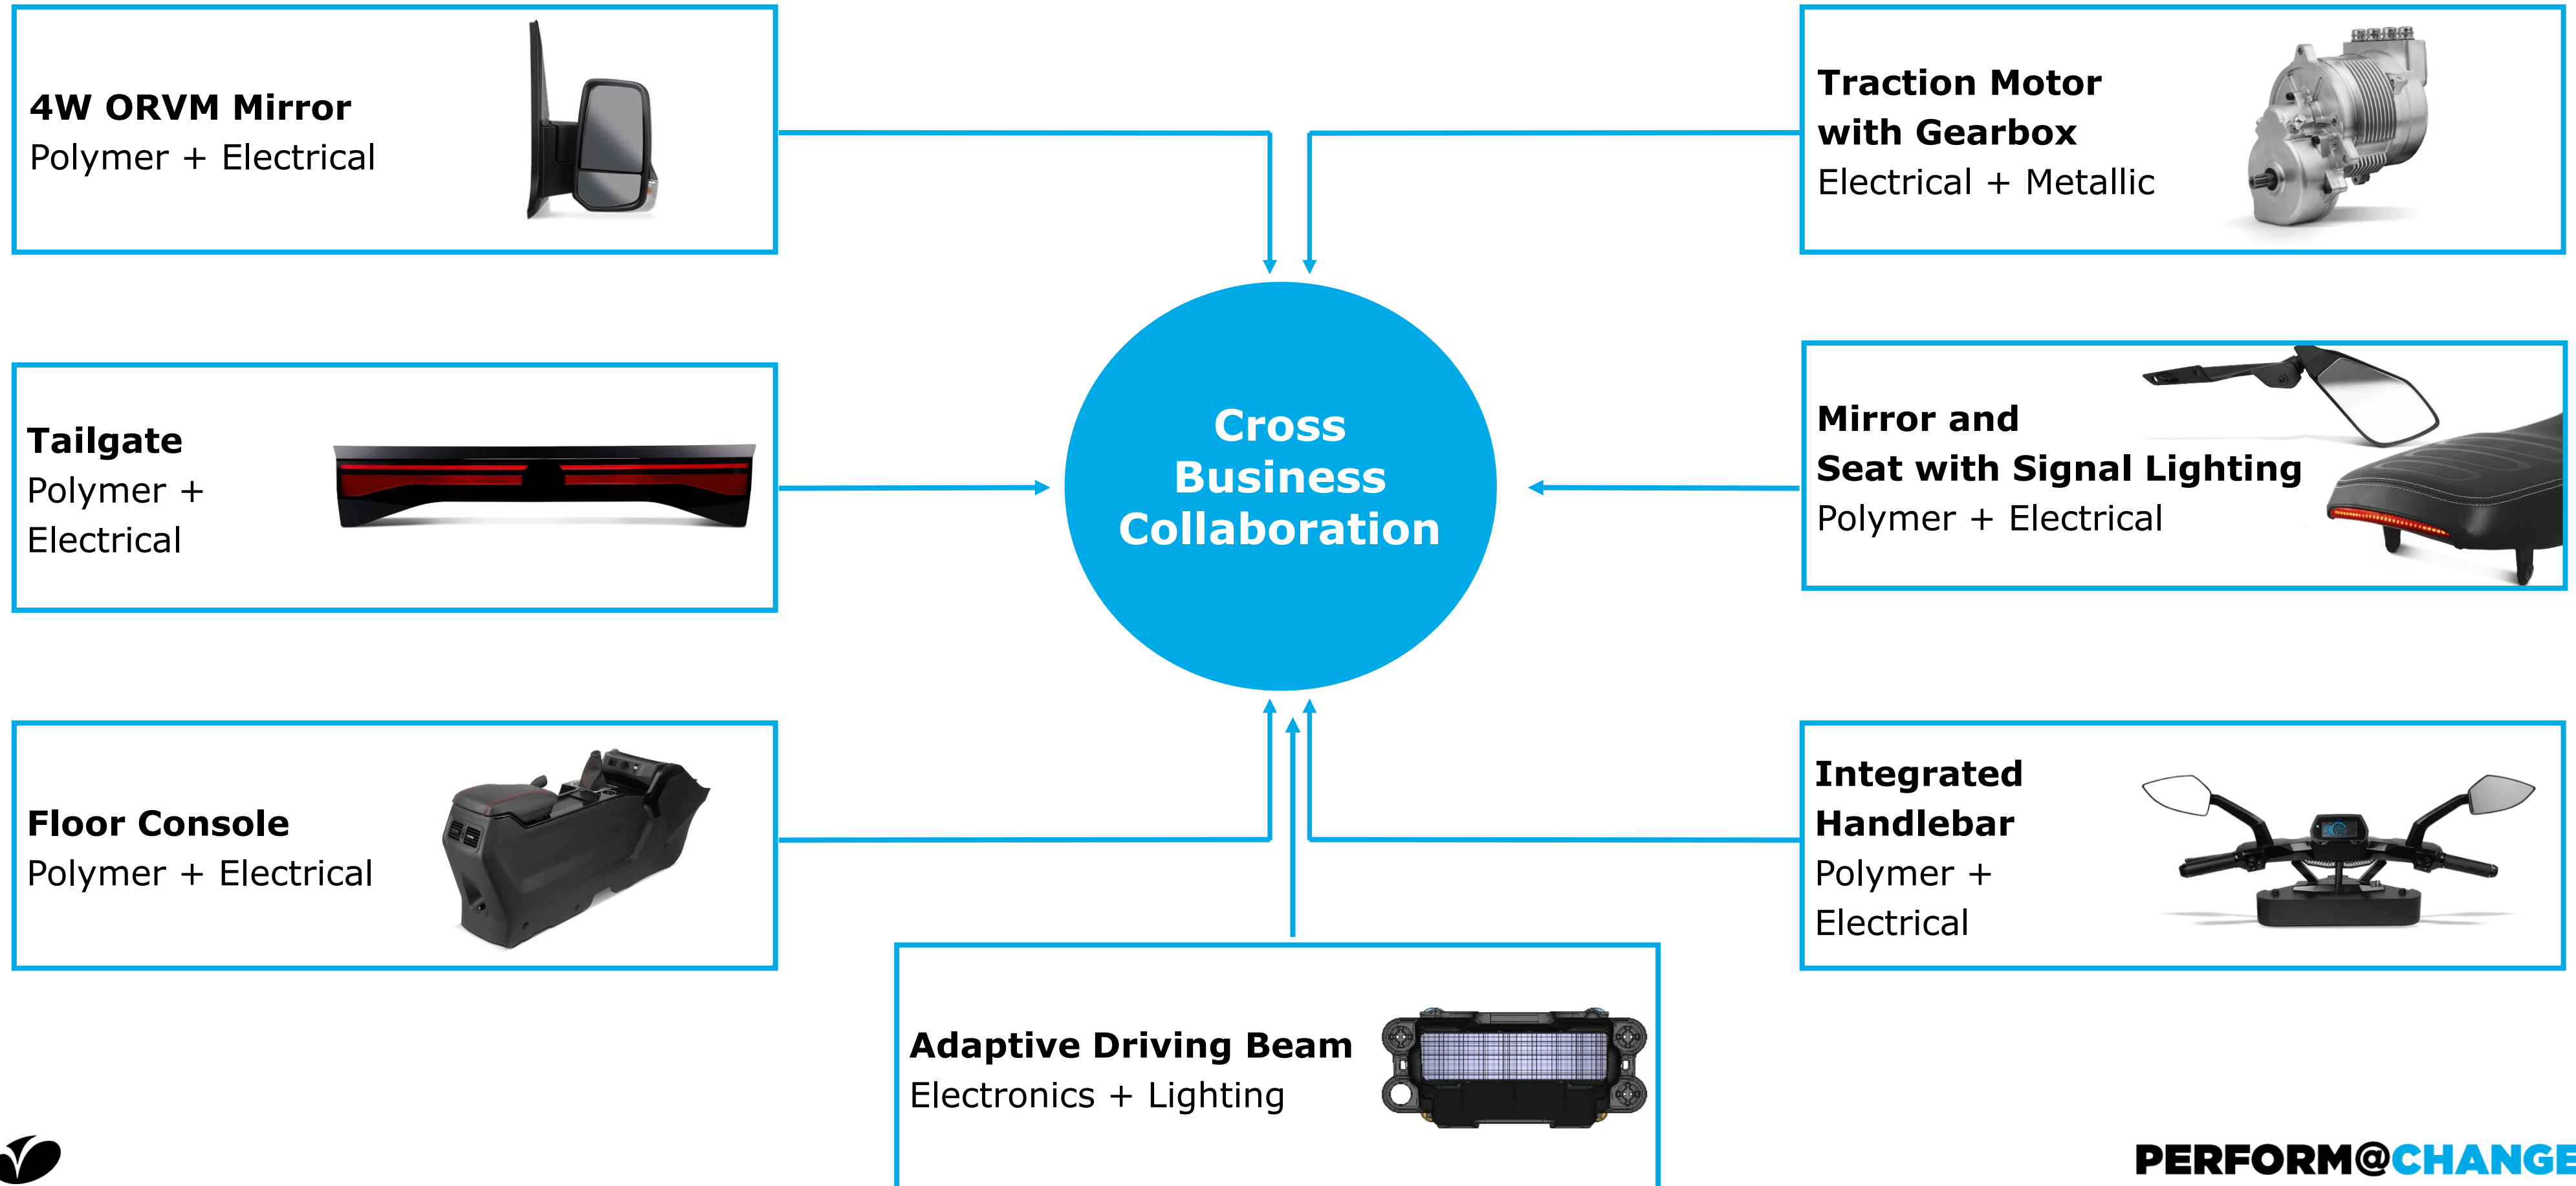 4W ORVM Mirror
Polymer + Electrical
Traction Motor
with Gearbox
Electrical + Metallic
Tailgate
Polymer +
Electrical
Cross
Business
Collaboration
Mirror and
Seat with Signal Lighting
Polymer + Electrical
Floor Console
Polymer + Electrical
Integrated
Handlebar
Polymer +
Electrical
Adaptive Driving Beam
Electronics + Lighting
PERFORM@CHANGE